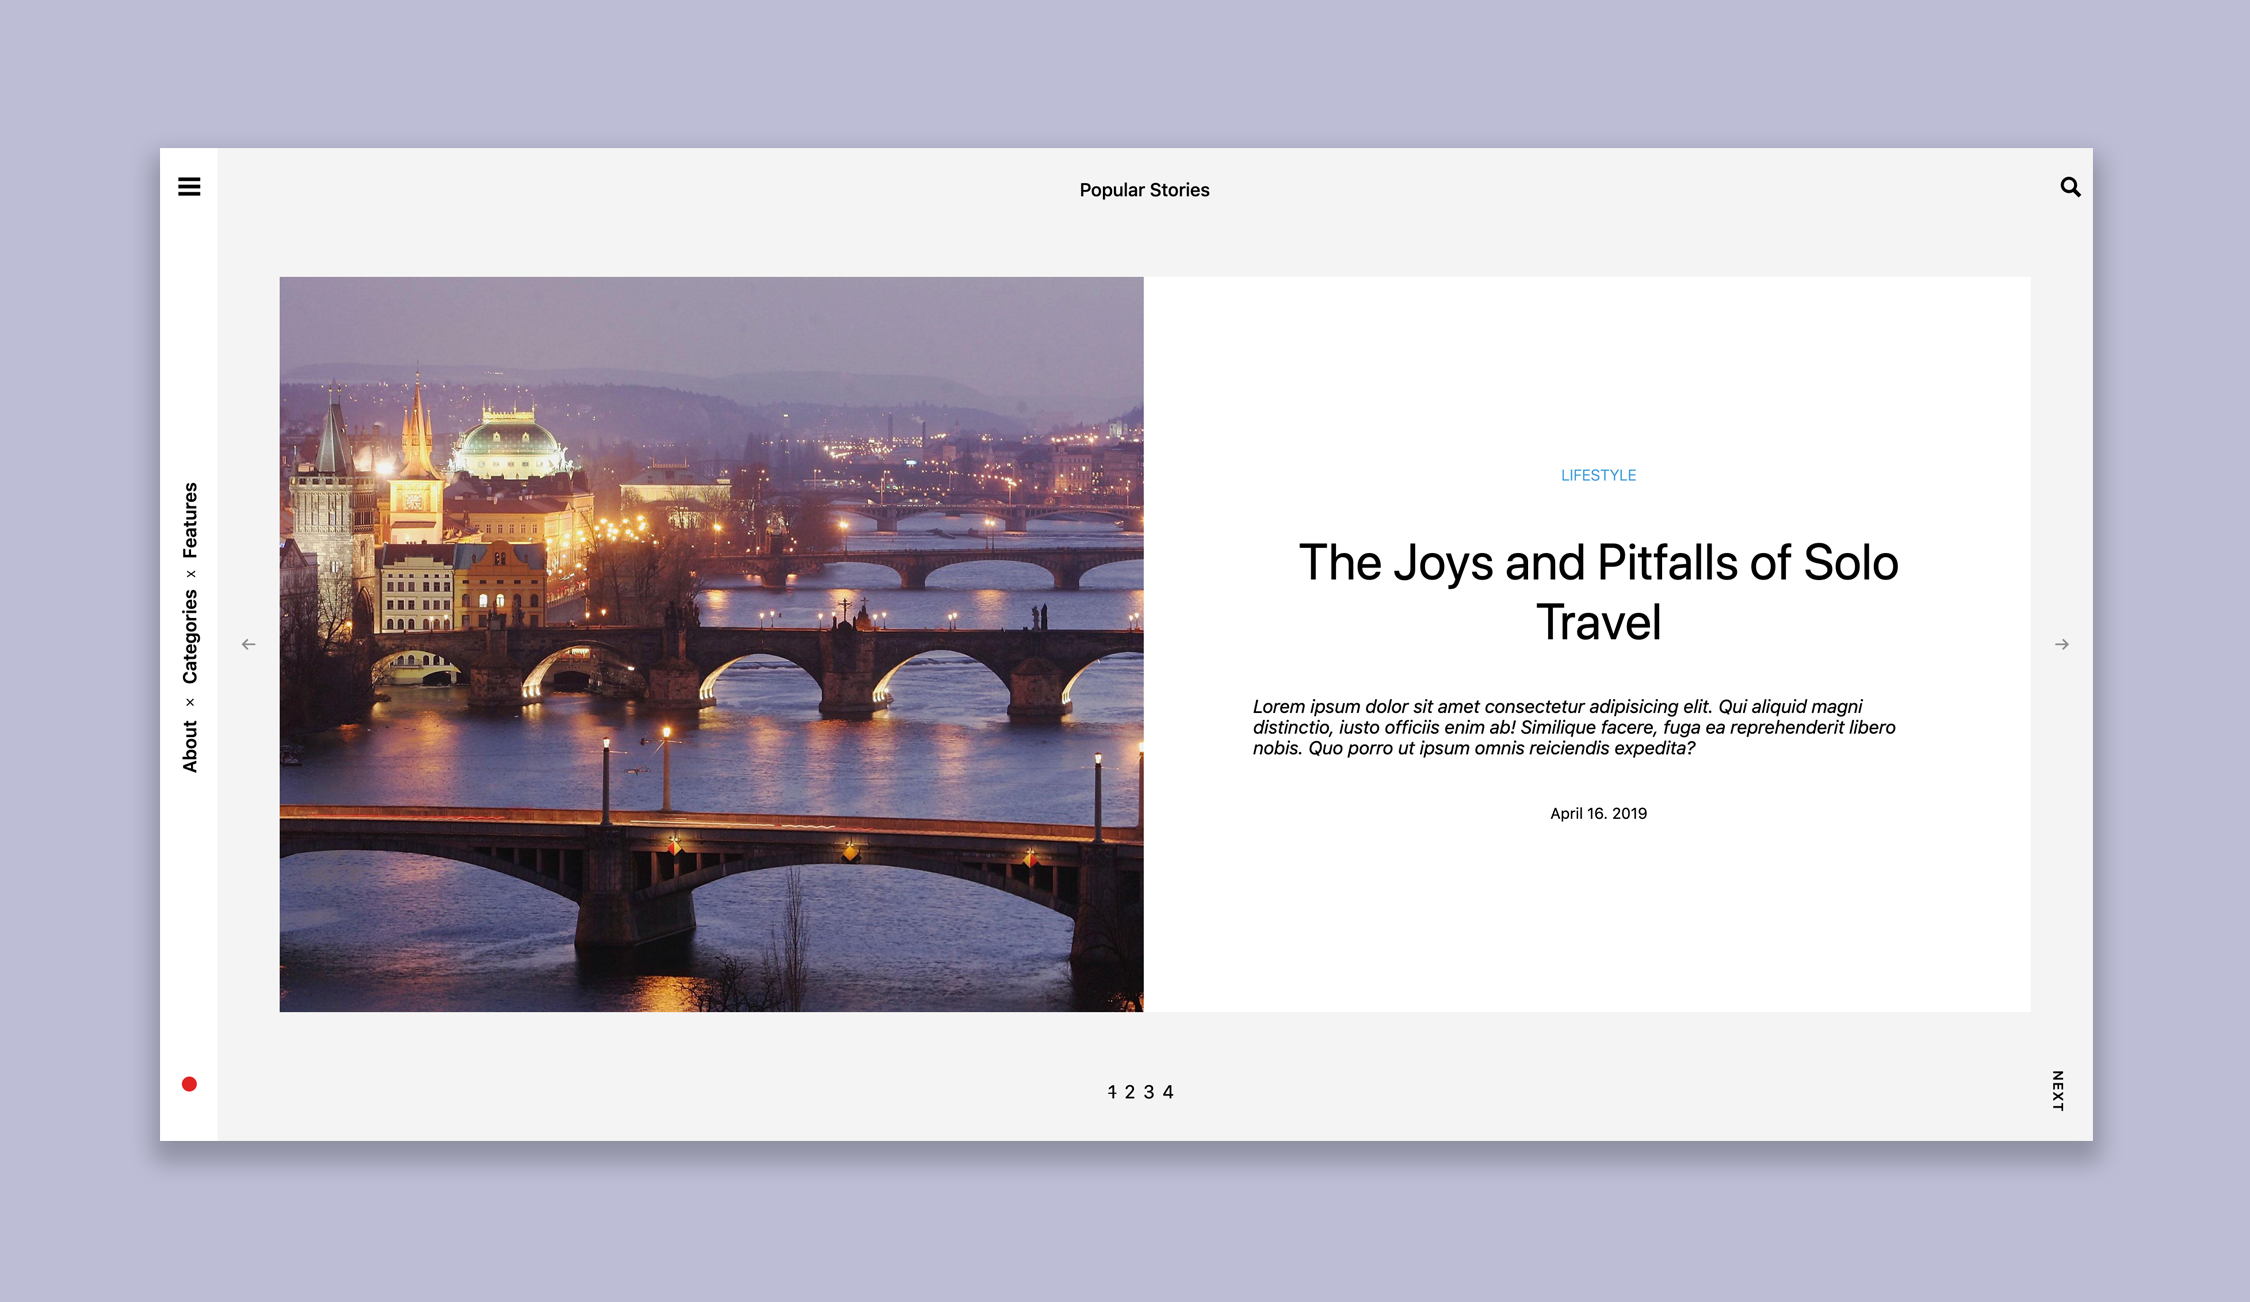 Popular Stories
About × Categories × Features
LIFESTYLE
The Joys and Pitfalls of Solo
Travel
Lorem ipsum dolor sit amet consectetur adipisicing elit. Qui aliquid magni
distinctio, iusto officiis enim ab! Similique facere, fuga ea reprehenderit libero
nobis. Quo porro ut ipsum omnis reiciendis expedita?
April 16. 2019
1 2 3 4
NEXT